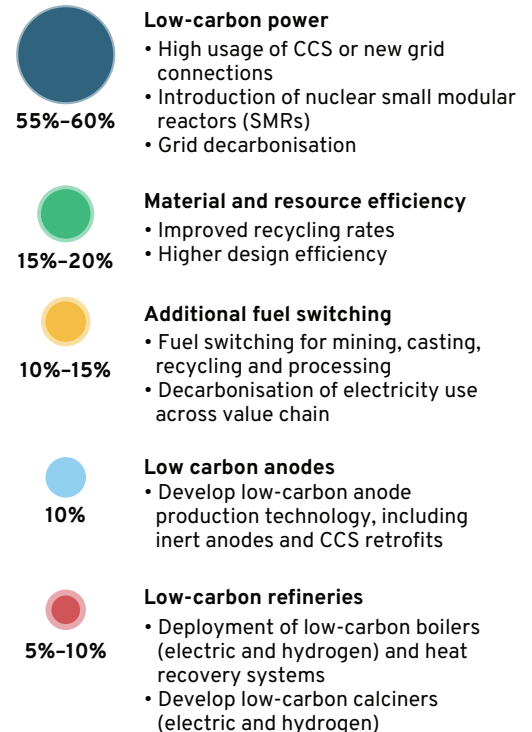 Low-carbon power
• High usage of CCS or new grid
connections
• Introduction of nuclear small modular
reactors (SMRs)
• Grid decarbonisation
55%–60%
Material and resource efficiency
• Improved recycling rates
• Higher design efficiency
15%–20%
Additional fuel switching
• Fuel switching for mining, casting,
recycling and processing
• Decarbonisation of electricity use
across value chain
10%–15%
Low carbon anodes
• Develop low-carbon anode
production technology, including
inert anodes and CCS retrofits
10%
Low-carbon refineries
• Deployment of low-carbon boilers
(electric and hydrogen) and heat
recovery systems
• Develop low-carbon calciners
(electric and hydrogen)
5%–10%